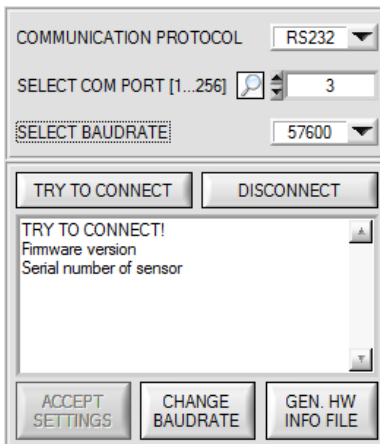 COMMUNICATION PROTOCOL RS232
SELECT COM PORT [1...256] 3
SELECT BAUDRATE 57600
TRY TO CONNECT DISCONNECT
TRY TO CONNECT!
Firmware version
Serial number of sensor
ACCEPT SETTINGS
CHANGE BAUDRATE
GEN. HW INFO FILE